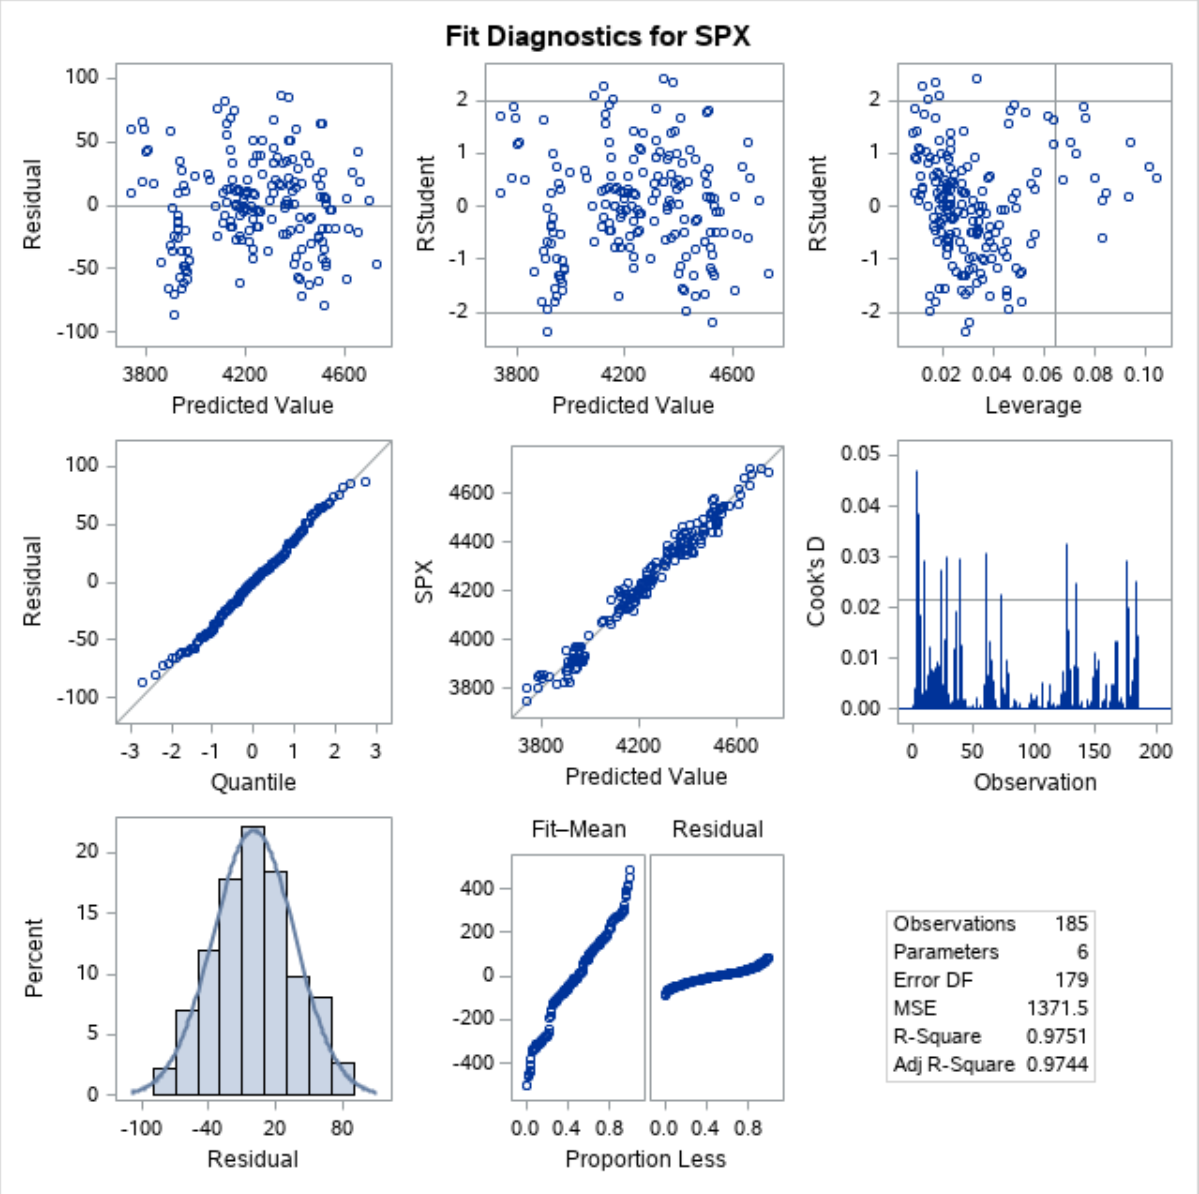 Fit Diagnostics for SPX
100
50
0
-50
-100
Residual
3800 4200 4600
Predicted Value
2
1
0
-1
-2
RStudent
3800 4200 4600
Predicted Value
2
1
0
-1
-2
RStudent
0.02 0.04 0.06 0.08 0.10
Leverage
100
50
0
-50
-100
Residual
-3 -2 -1 0 1 2 3
Quantile
4600
4400
4200
4000
3800
SPX
3800 4200 4600
Predicted Value
0.05
0.04
0.03
0.02
0.01
0.00
Cook's D
0 50 100 150 200
Observation
20
15
10
5
0
Percent
-100 -40 20 80
Residual
Fit–Mean Residual
400
200
0
-200
-400
0.0 0.4 0.8 0.0 0.4 0.8
Proportion Less
Observations 185
Parameters 6
Error DF 179
MSE 1371.5
R-Square 0.9751
Adj R-Square 0.9744